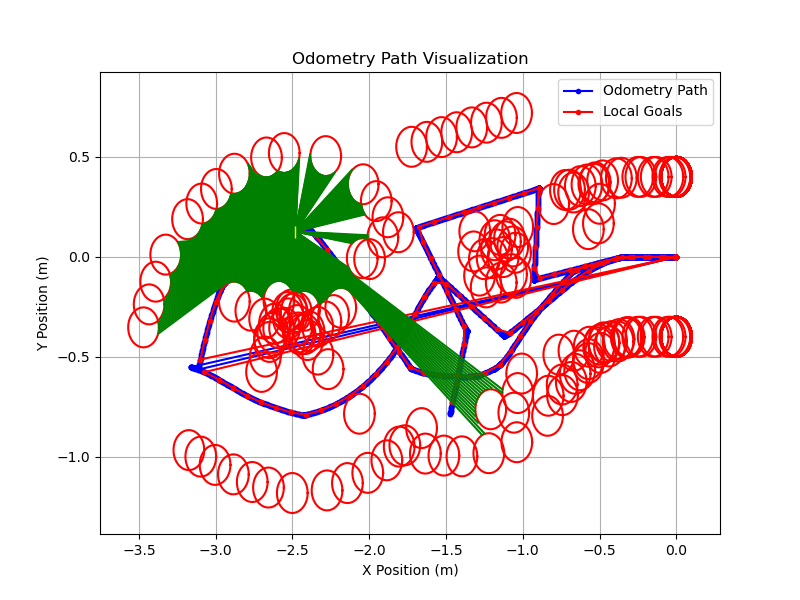 Odometry Path Visualization
Odometry Path
Local Goals
Y Position (m)
0.5
0.0
−0.5
−1.0
−3.5 −3.0 −2.5 −2.0 −1.5 −1.0 −0.5 0.0
X Position (m)